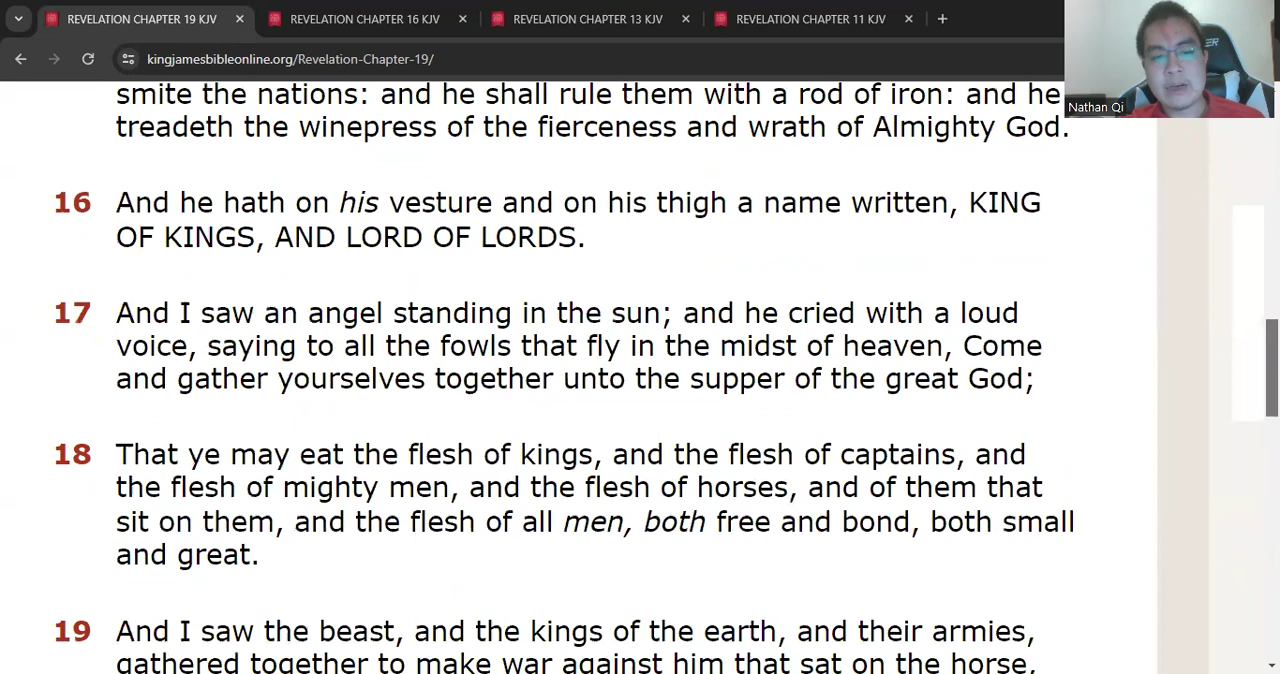 REVELATION CHAPTER 19 KJV
REVELATION CHAPTER 16 KJV
REVELATION CHAPTER 13 KJV
REVELATION CHAPTER 11 KJV
kingjamesbibleonline.org/Revelation-Chapter-19/
Nathan Qi
smite the nations: and he shall rule them with a rod of iron: and he
treadeth the winepress of the fierceness and wrath of Almighty God.
16 And he hath on his vesture and on his thigh a name written, KING
OF KINGS, AND LORD OF LORDS.
17 And I saw an angel standing in the sun; and he cried with a loud
voice, saying to all the fowls that fly in the midst of heaven, Come
and gather yourselves together unto the supper of the great God;
18 That ye may eat the flesh of kings, and the flesh of captains, and
the flesh of mighty men, and the flesh of horses, and of them that
sit on them, and the flesh of all men, both free and bond, both small
and great.
19 And I saw the beast, and the kings of the earth, and their armies,
gathered together to make war against him that sat on the horse,